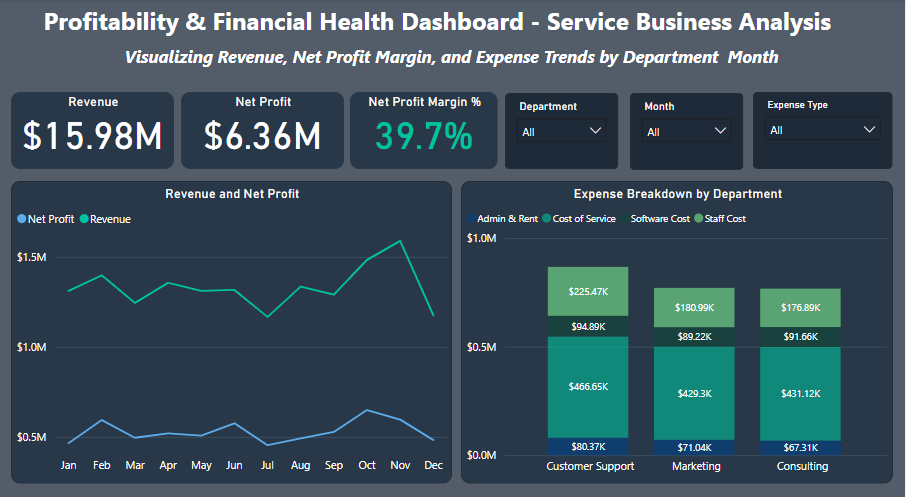 Profitability & Financial Health Dashboard - Service Business Analysis
Visualizing Revenue, Net Profit Margin, and Expense Trends by Department  Month
Revenue
$15.98M
Net Profit
$6.36M
Net Profit Margin %
39.7%
Department
All
Month
All
Expense Type
All
Revenue and Net Profit
Net Profit Revenue
$1.5M
$1.0M
$0.5M
Jan Feb Mar Apr May Jun Jul Aug Sep Oct Nov Dec
Expense Breakdown by Department
Admin & Rent Cost of Service Software Cost Staff Cost
$1.0M
$0.5M
$0.0M
$225.47K
$94.89K
$466.65K
$80.37K
$180.99K
$89.22K
$429.3K
$71.04K
$176.89K
$91.66K
$431.12K
$67.31K
Customer Support Marketing Consulting